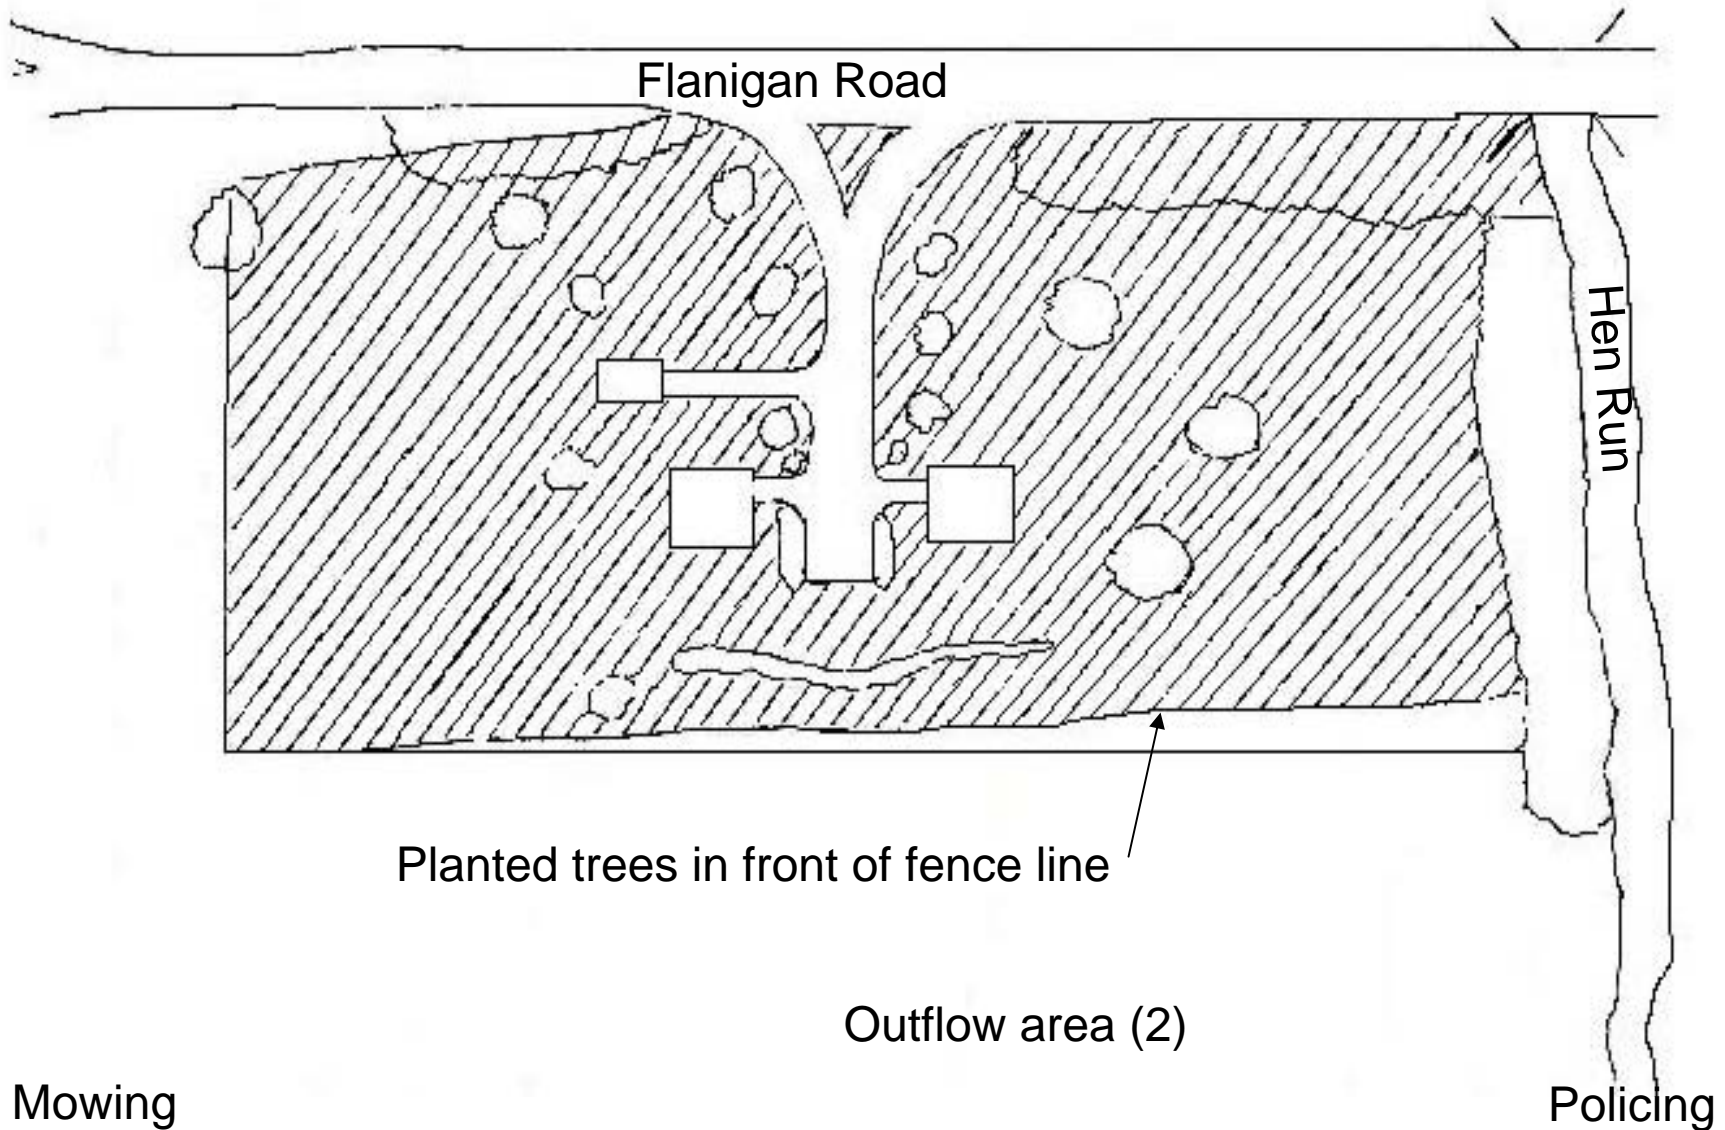 Flanigan Road
Hen Run
Planted trees in front of fence line
Outflow area (2)
Mowing
Policing